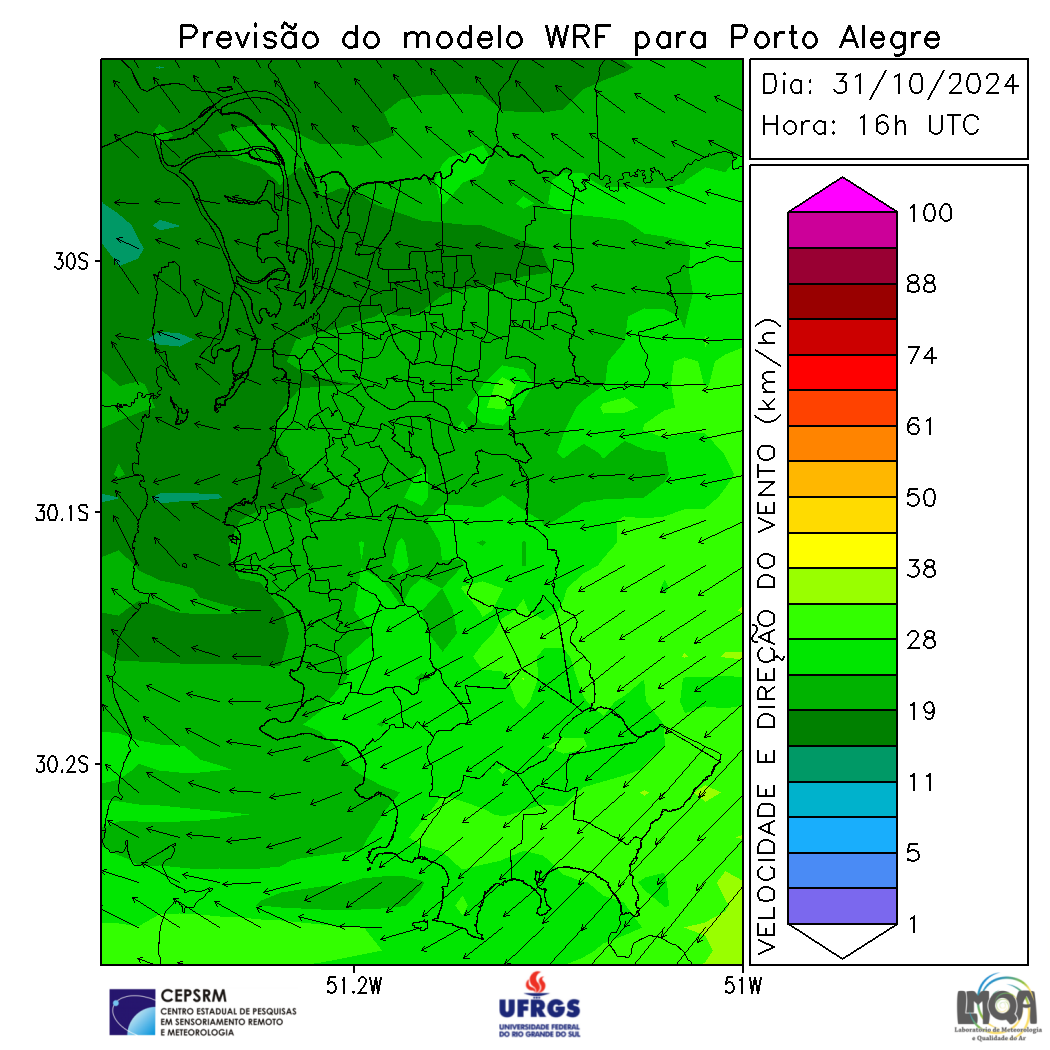 Previsão do modelo WRF para Porto Alegre
Dia: 31/10/2024
Hora: 16h UTC
30S
30.1S
30.2S
51.2W
51W
VELOCIDADE E DIREÇÃO DO VENTO (km/h)
100
88
74
61
50
38
28
19
11
5
1
CEPSRM
CENTRO ESTADUAL DE PESQUISAS
EM SENSORIAMENTO REMOTO
E METEOROLOGIA
UFRGS
UNIVERSIDADE FEDERAL
DO RIO GRANDE DO SUL
LMQA
Laboratório de Meteorologia
e Qualidade do Ar